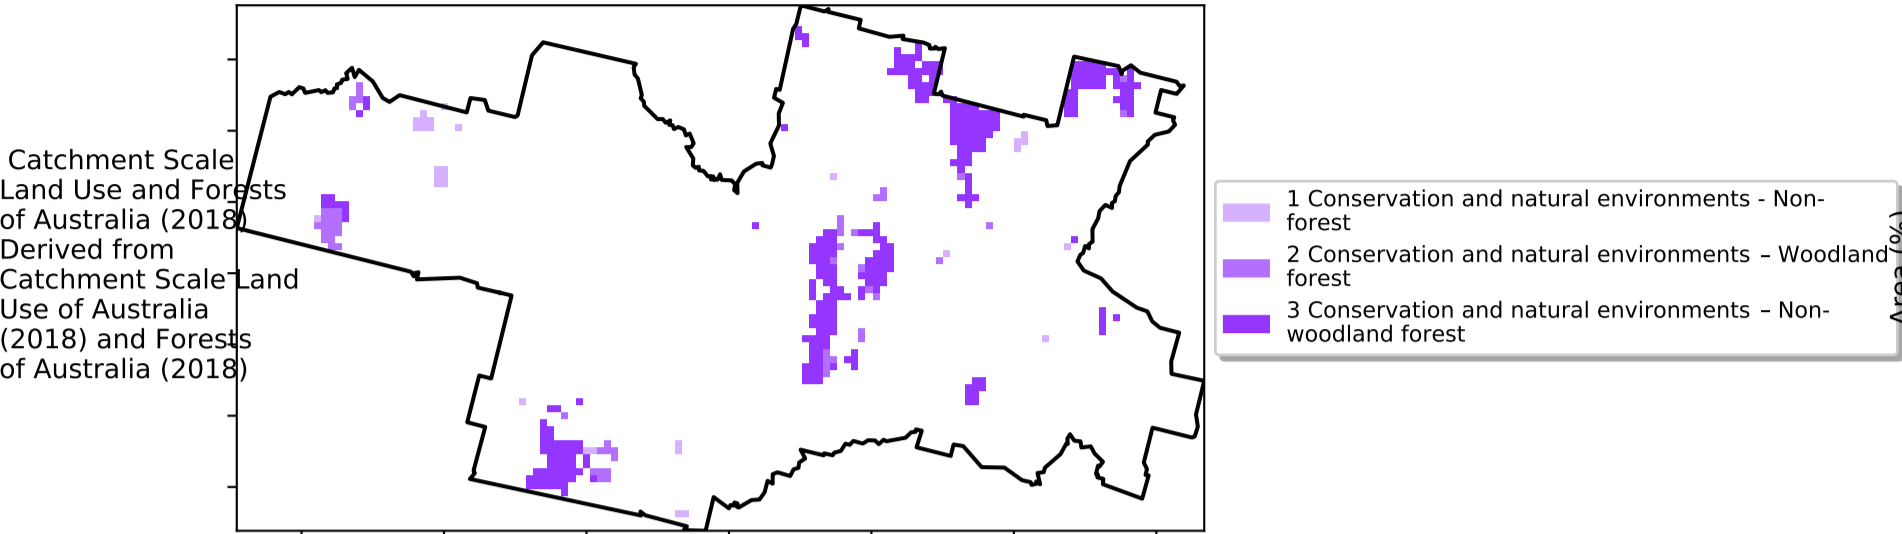 Catchment Scale
Land Use and Forests
of Australia (2018)
Derived from
Catchment Scale Land
Use of Australia
(2018) and Forests
of Australia (2018)
1 Conservation and natural environments - Non-
forest
2 Conservation and natural environments – Woodland
forest
3 Conservation and natural environments – Non-
woodland forest
Area (%)